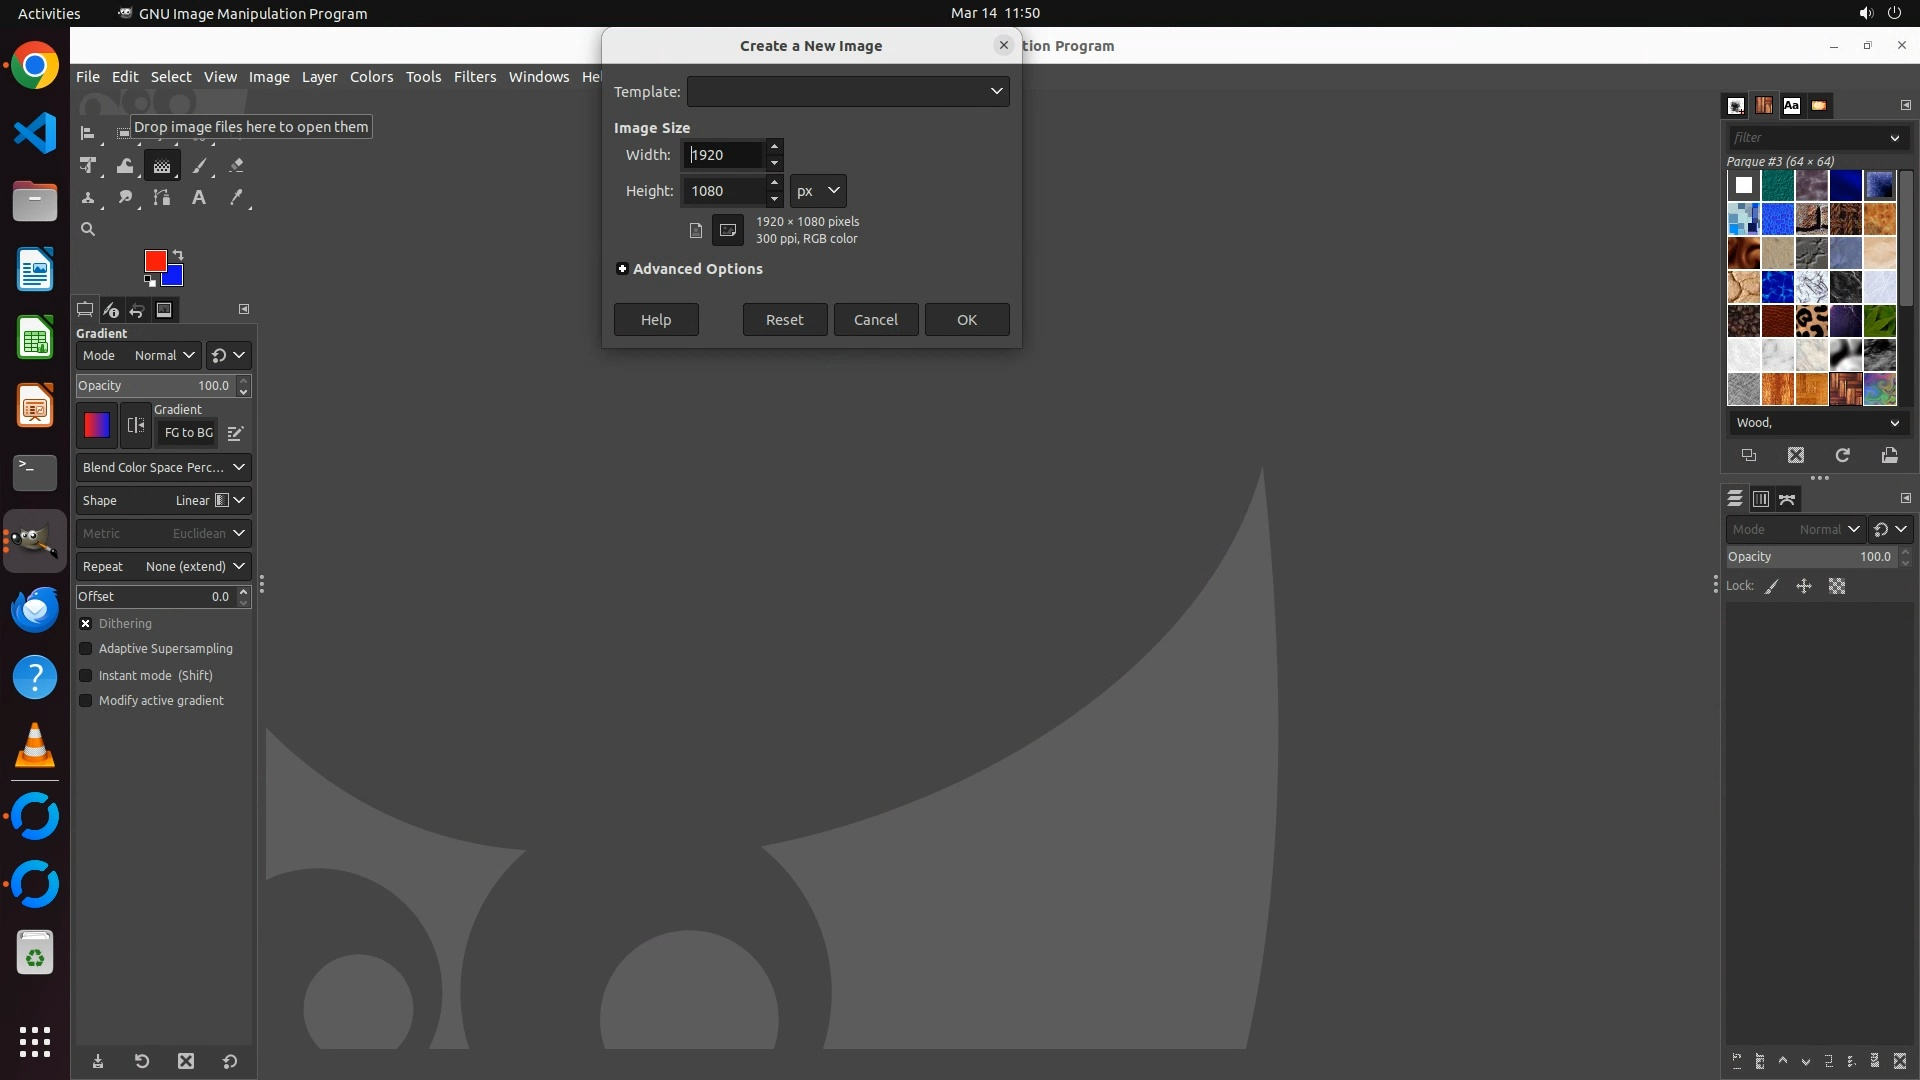 Activities
GNU Image Manipulation Program
Mar 14 11:50
Create a New Image
tion Program
File Edit Select View Image Layer Colors Tools Filters Windows Hel
Template:
Image Size
Width: 1920
Height: 1080 px
1920 × 1080 pixels
300 ppi, RGB color
Advanced Options
Help Reset Cancel OK
Drop image files here to open them
A
Gradient
Mode Normal
Opacity 100.0
Gradient
FG to BG
Blend Color Space Perc...
Shape Linear
Metric Euclidean
Repeat None (extend)
Offset 0.0
Dithering
Adaptive Supersampling
Instant mode (Shift)
Modify active gradient
Aa
filter
Parque #3 (64 × 64)
Wood,
Mode Normal
Opacity 100.0
Lock: